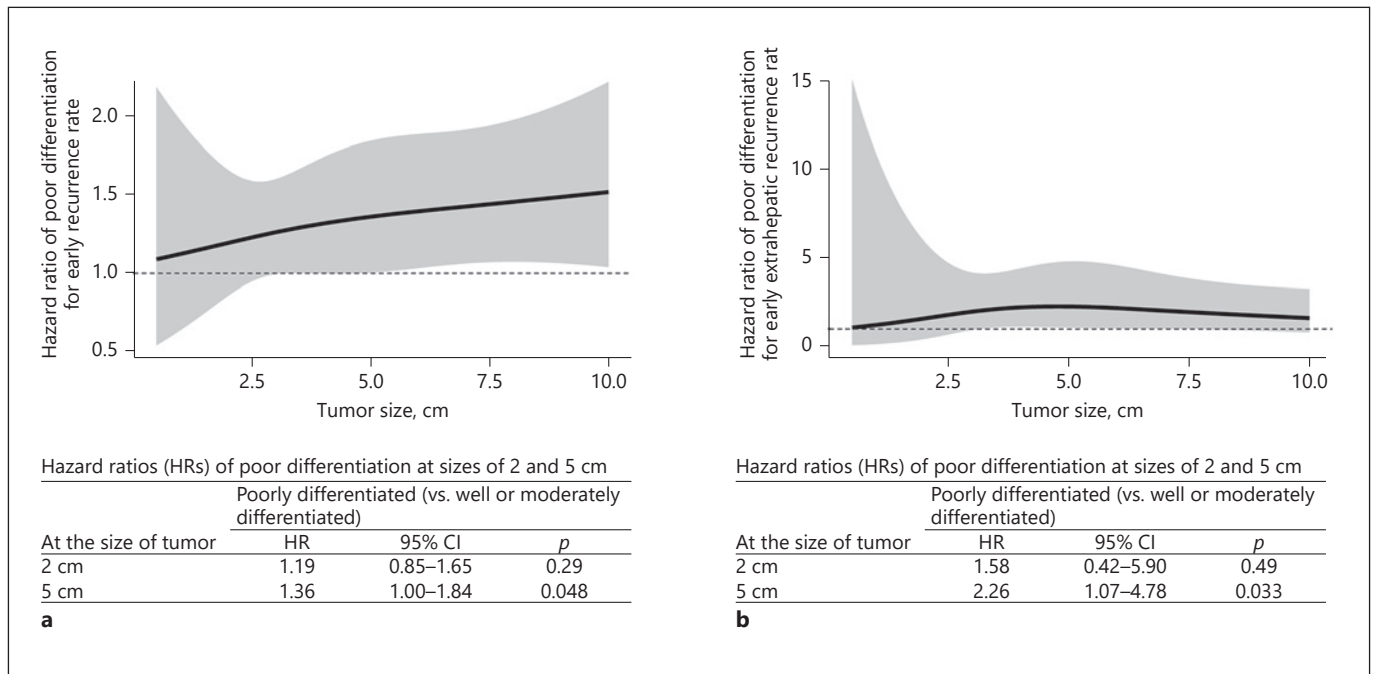 Hazard ratio of poor differentiation
for early recurrence rate
2.0
1.5
1.0
0.5
2.5 5.0 7.5 10.0
Tumor size, cm
Hazard ratios (HRs) of poor differentiation at sizes of 2 and 5 cm
Poorly differentiated (vs. well or moderately
differentiated)
At the size of tumor HR 95% CI p
2 cm 1.19 0.85–1.65 0.29
5 cm 1.36 1.00–1.84 0.048
a
Hazard ratio of poor differentiation
for early extrahepatic recurrence rat
15
10
5
0
2.5 5.0 7.5 10.0
Tumor size, cm
Hazard ratios (HRs) of poor differentiation at sizes of 2 and 5 cm
Poorly differentiated (vs. well or moderately
differentiated)
At the size of tumor HR 95% CI p
2 cm 1.58 0.42–5.90 0.49
5 cm 2.26 1.07–4.78 0.033
b